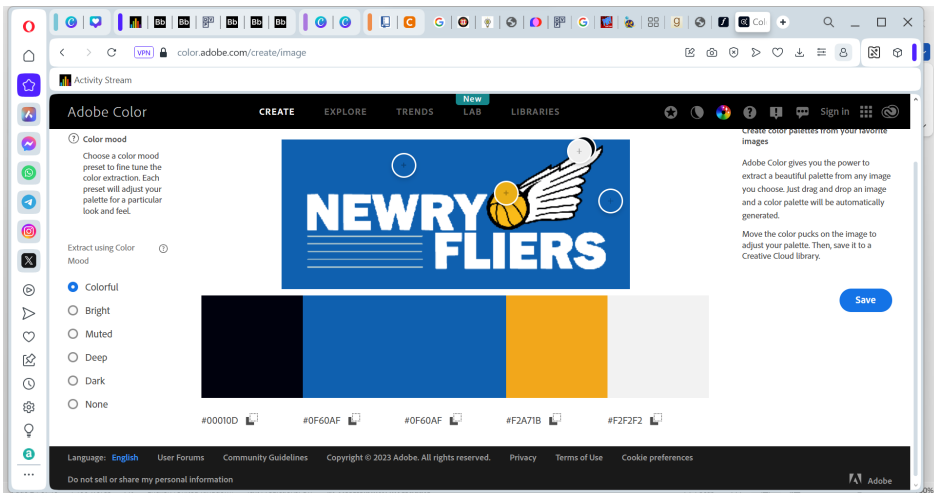 Col
VPN
color.adobe.com/create/image
Activity Stream
Adobe Color
CREATE
EXPLORE
TRENDS
New
LAB
LIBRARIES
Sign in
Color mood
Choose a color mood
preset to fine tune the
color extraction. Each
preset will adjust your
palette for a particular
look and feel.
Extract using Color
Mood
Colorful
Bright
Muted
Deep
Dark
None
NEWRY
FLIERS
#00010D
#0F60AF
#0F60AF
#F2A71B
#F2F2F2
Create color palettes from your favorite
images
Adobe Color gives you the power to
extract a beautiful palette from any image
you choose. Just drag and drop an image
and a color palette will be automatically
generated.
Move the color pucks on the image to
adjust your palette. Then, save it to a
Creative Cloud library.
Save
Language: English User Forums Community Guidelines Copyright © 2023 Adobe. All rights reserved. Privacy Terms of Use Cookie preferences
Do not sell or share my personal information
Adobe